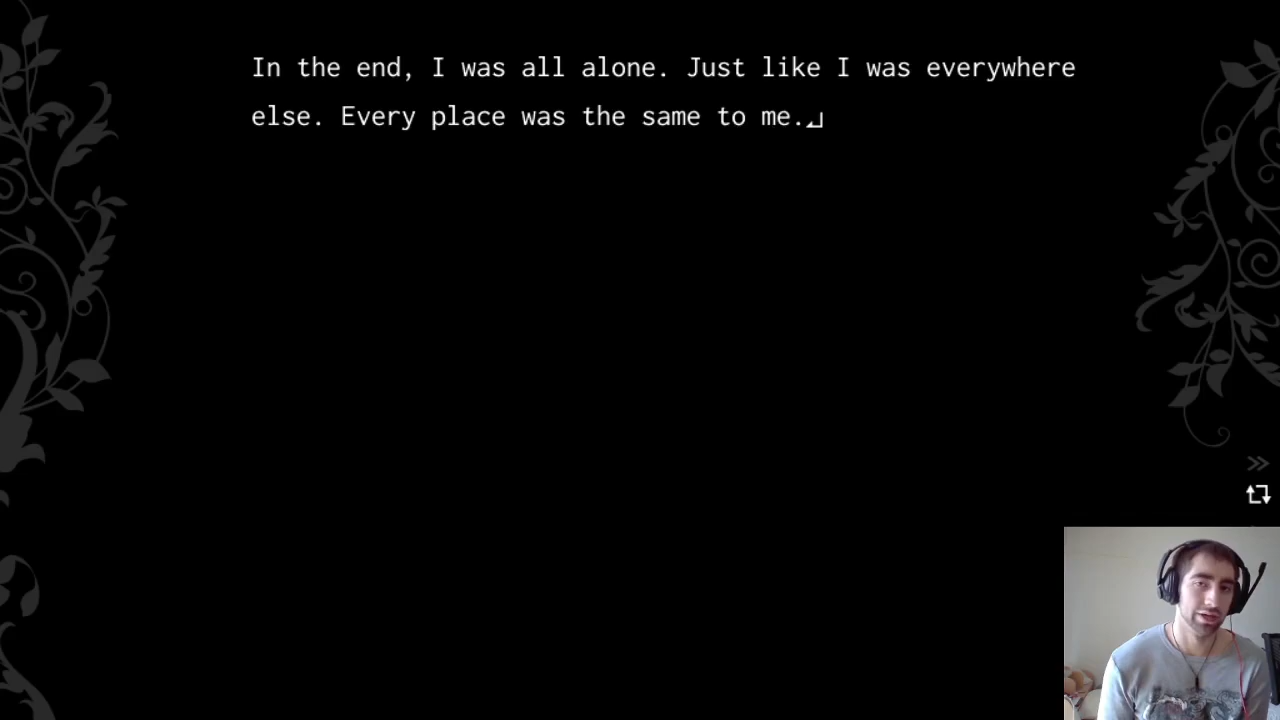 In the end, I was all alone. Just like I was everywhere
else. Every place was the same to me.